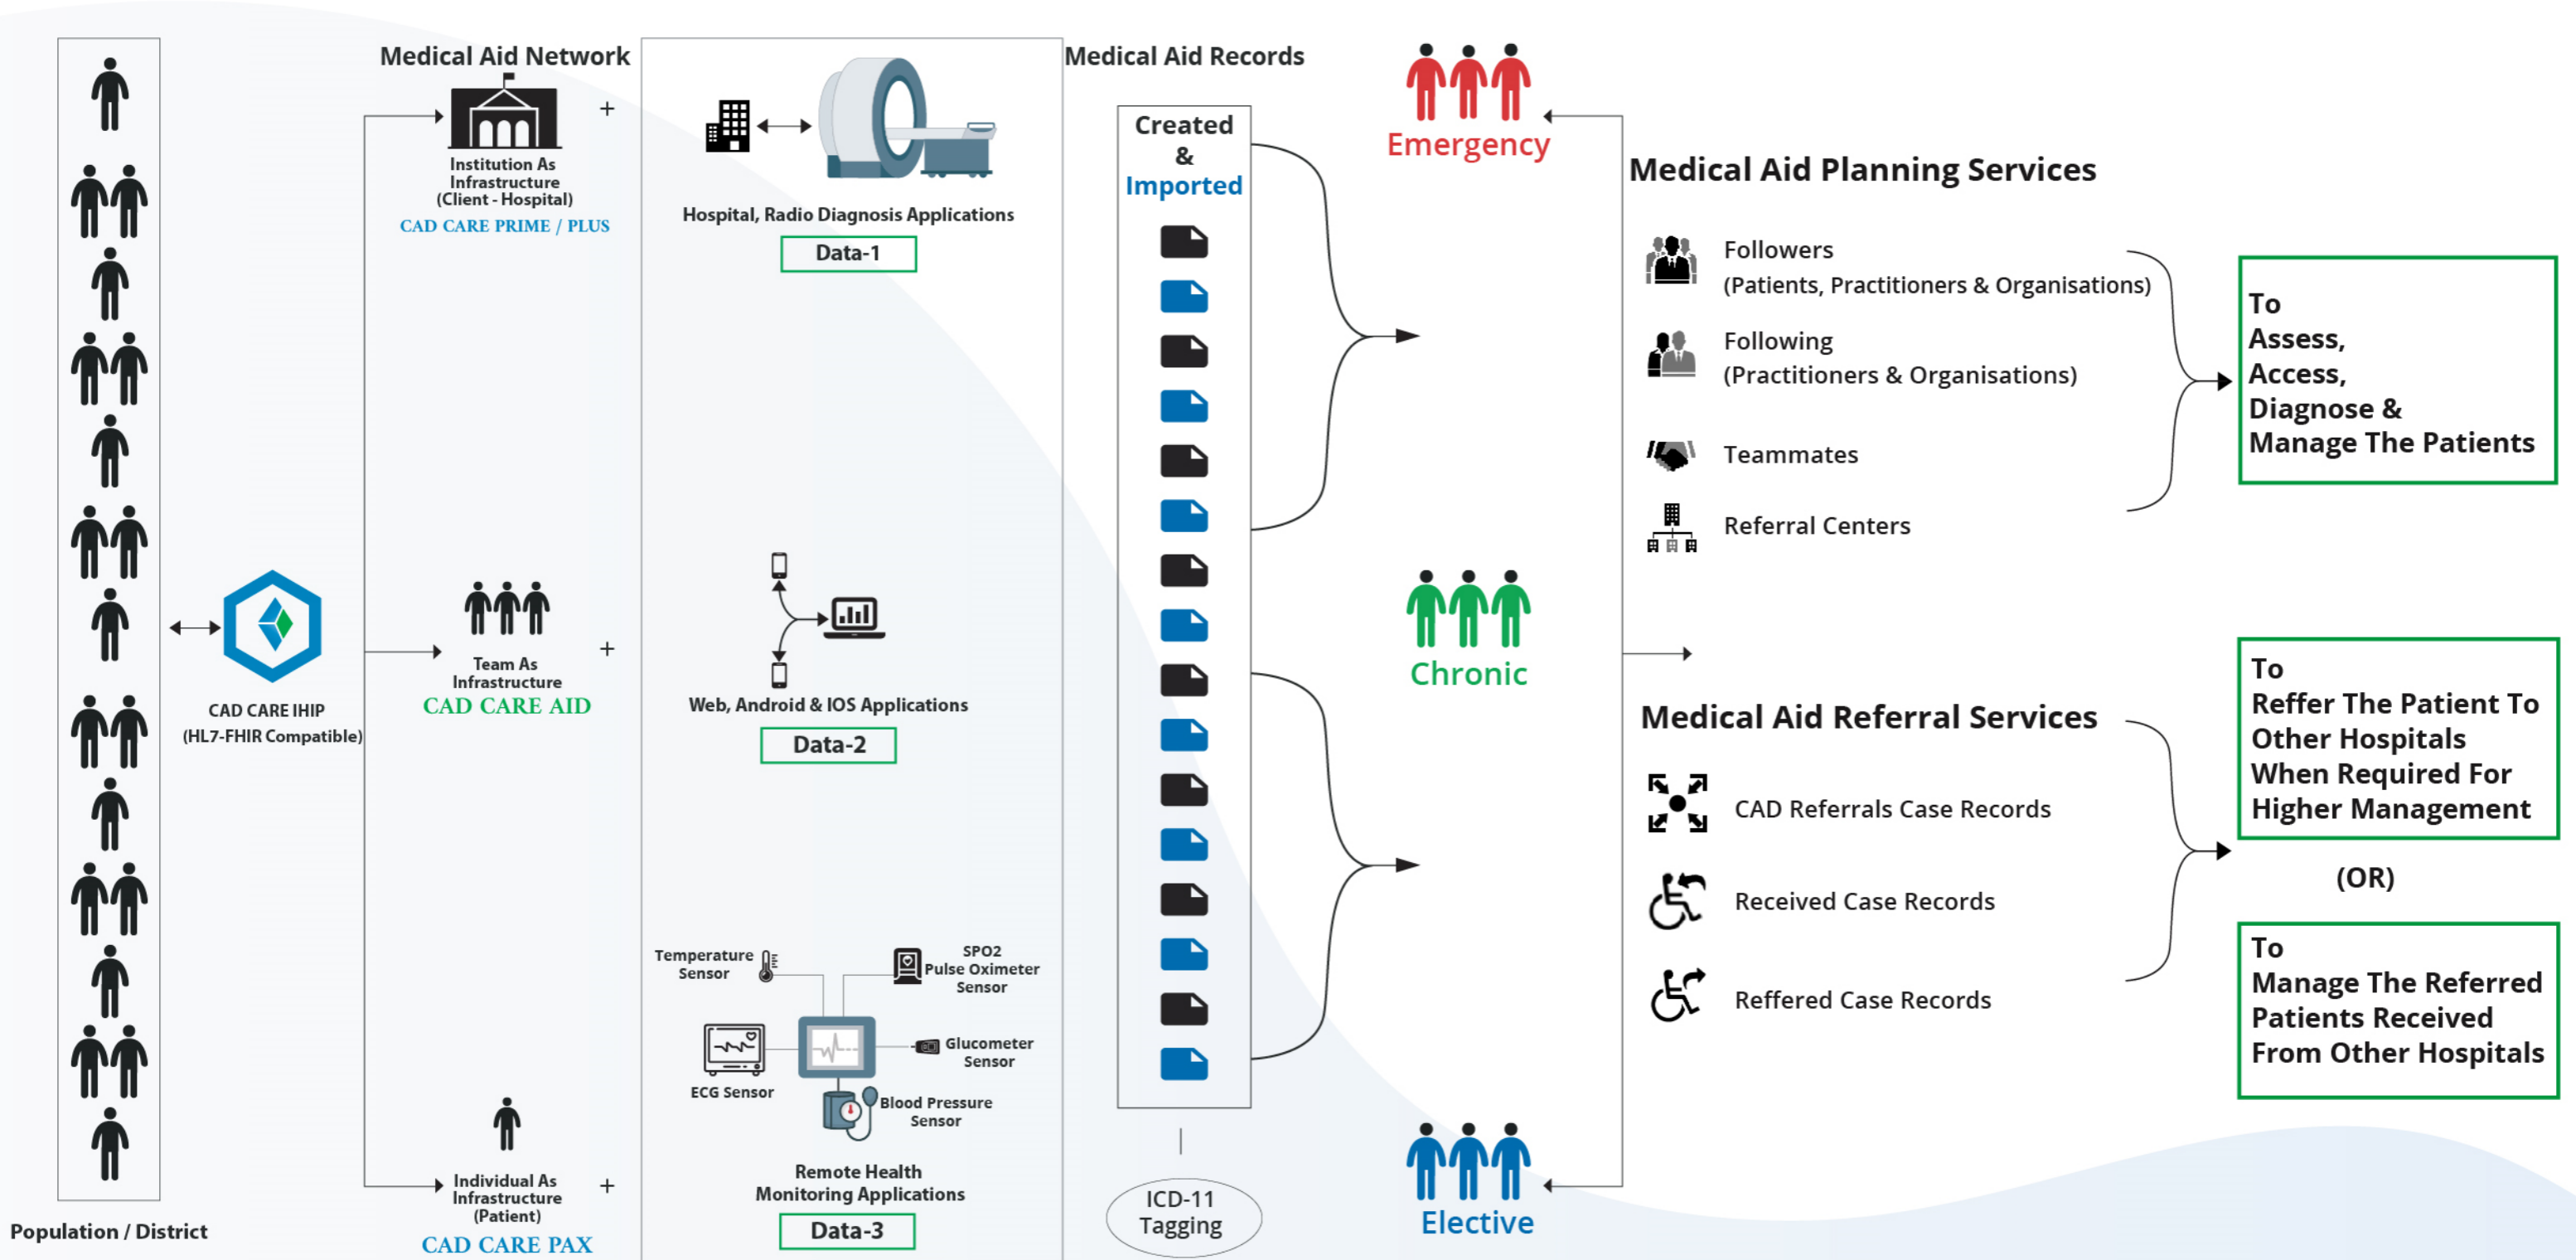 Population / District
CAD CARE IHIP
(HL7-FHIR Compatible)
Medical Aid Network
Institution As
Infrastructure
(Client - Hospital)
CAD CARE PRIME / PLUS
+
Team As
Infrastructure
CAD CARE AID
+
Individual As
Infrastructure
(Patient)
CAD CARE PAX
+
Hospital, Radio Diagnosis Applications
Data-1
Web, Android & IOS Applications
Data-2
Temperature
Sensor
SPO2
Pulse Oximeter
Sensor
ECG Sensor
Glucometer
Sensor
Blood Pressure
Sensor
Remote Health
Monitoring Applications
Data-3
Medical Aid Records
Created
&
Imported
ICD-11
Tagging
Emergency
Chronic
Elective
Medical Aid Planning Services
Followers
(Patients, Practitioners & Organisations)
Following
(Practitioners & Organisations)
Teammates
Referral Centers
To
Assess,
Access,
Diagnose &
Manage The Patients
Medical Aid Referral Services
CAD Referrals Case Records
Received Case Records
Reffered Case Records
To
Reffer The Patient To
Other Hospitals
When Required For
Higher Management
(OR)
To
Manage The Referred
Patients Received
From Other Hospitals